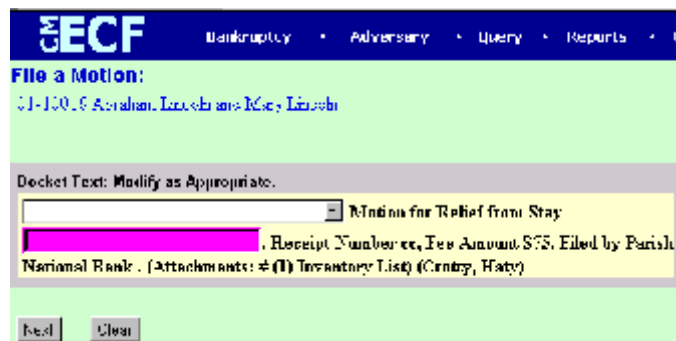 CM ECF Bankruptcy • Adversary • Query • Reports •
File a Motion:
Abraham Lincoln and Mary Lincoln
Docket Text: Modify as Appropriate.
Motion for Relief from Stay
, Receipt Number cc, Fee Amount $75, Filed by Parish
National Bank . (Attachments: # (1) Inventory List)
Next Clear